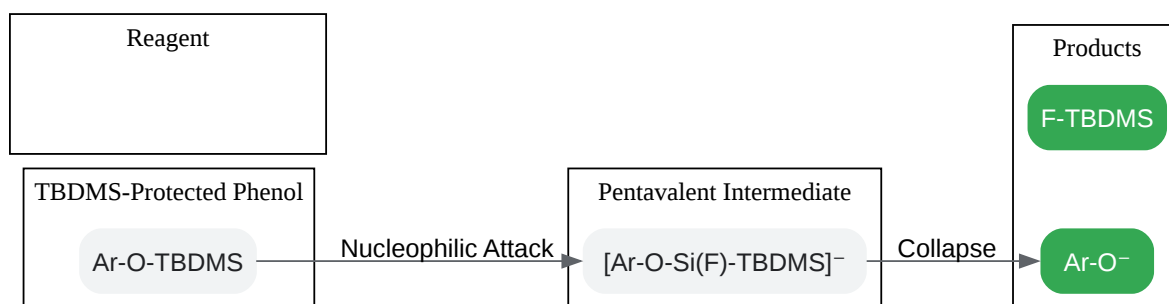 Reagent
Products
F-TBDMS
TBDMS-Protected Phenol
Pentavalent Intermediate
Ar-O-TBDMS
Nucleophilic Attack
[Ar-O-Si(F)-TBDMS]⁻
Collapse
Ar-O⁻